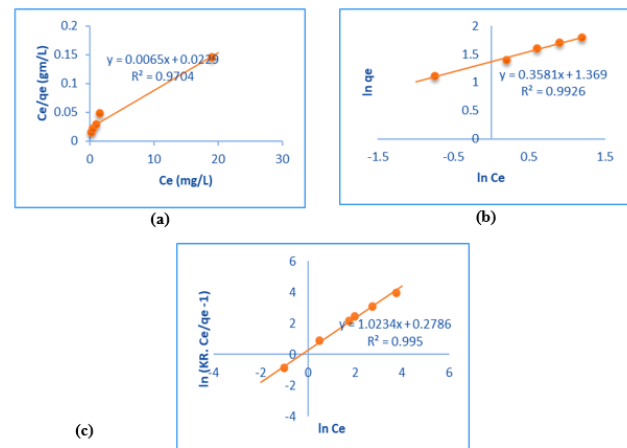 Ce/qe (gm/L)
0.2
0.15
0.1
0.05
0
y = 0.0065x + 0.0229
R² = 0.9704
0 10 20 30
Ce (mg/L)
(a)
ln qe
2
1.5
1
0.5
0
y = 0.3581x + 1.369
R² = 0.9926
-1.5 -0.5 0.5 1.5
ln Ce
(b)
ln (KR. Ce/qe -1)
6
4
2
0
-2
-4
y = 1.0234x + 0.2786
R² = 0.995
-4 -2 0 2 4 6
ln Ce
(c)